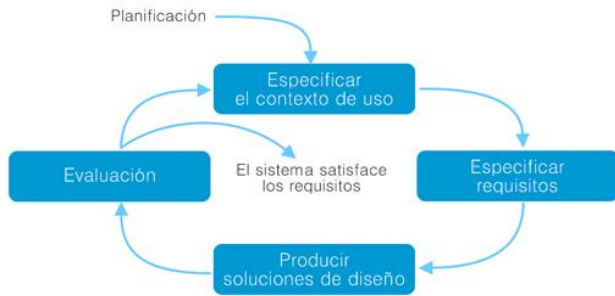 Planificación
Especificar
el contexto de uso
Evaluación
El sistema satisface
los requisitos
Especificar
requisitos
Producir
soluciones de diseño